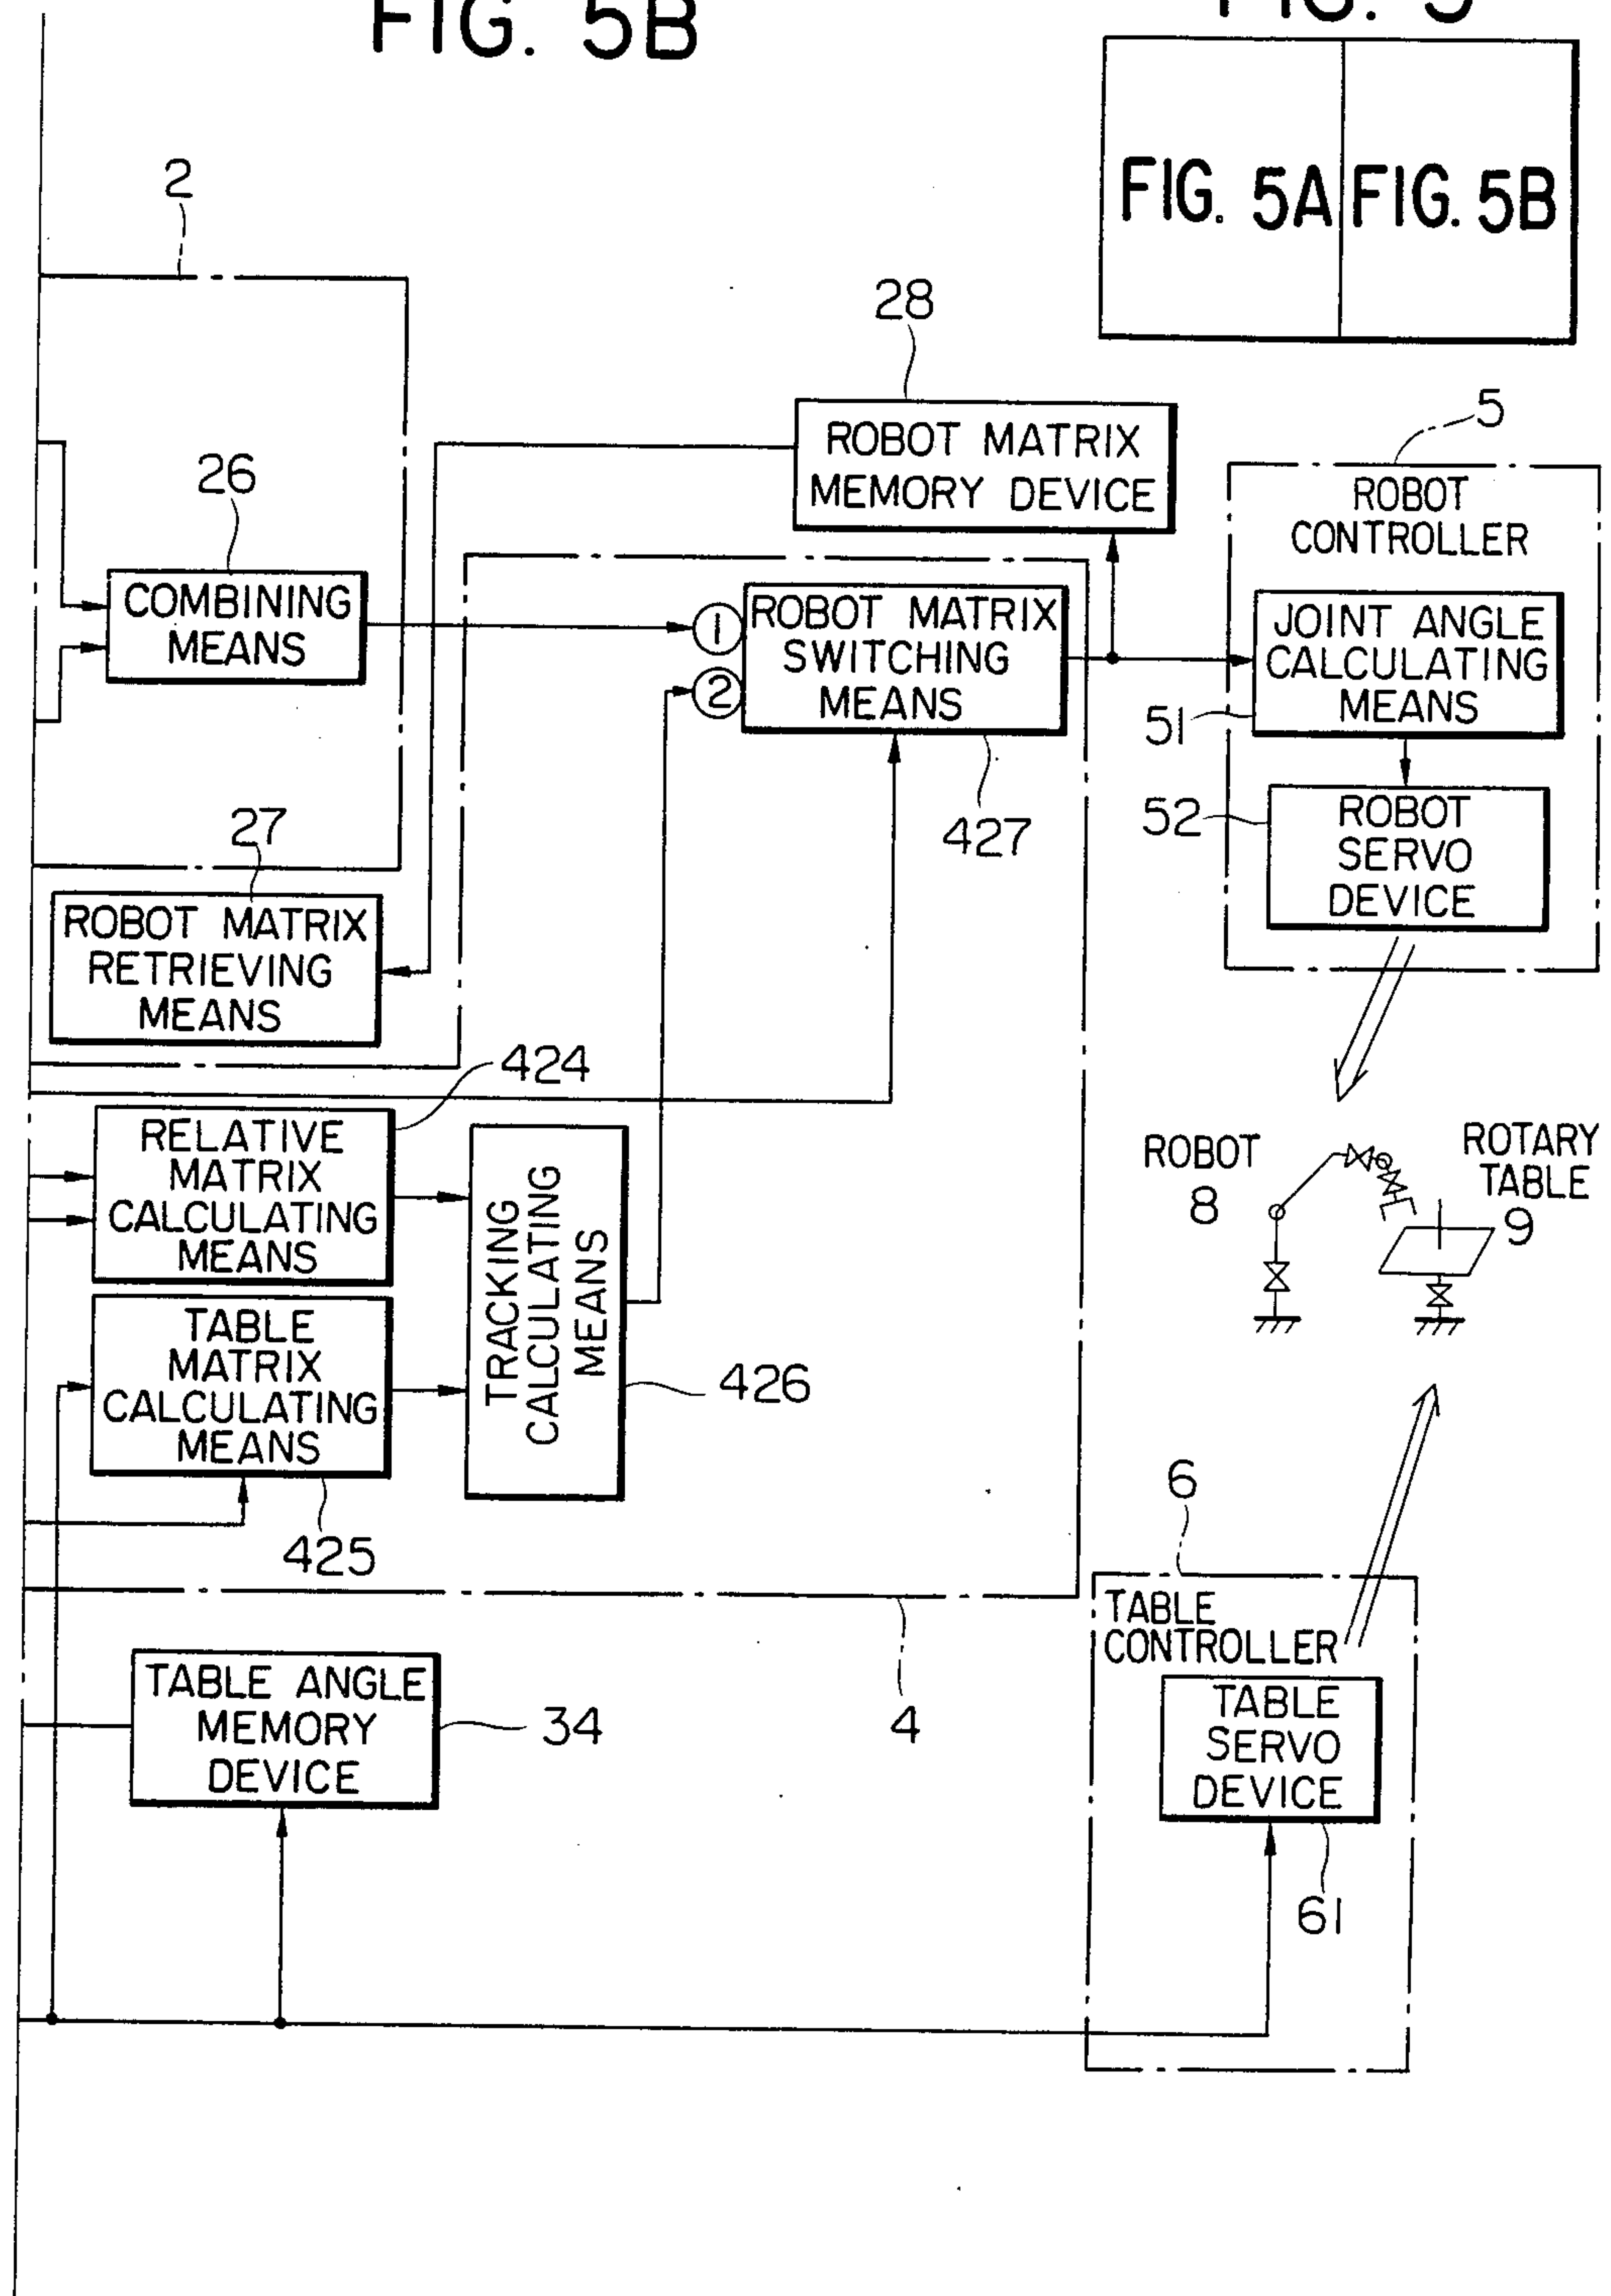 FIG. 5B
FIG. 5
FIG. 5A
FIG. 5B
2
28
ROBOT MATRIX
MEMORY DEVICE
5
ROBOT
CONTROLLER
26
COMBINING
MEANS
1
2
ROBOT MATRIX
SWITCHING
MEANS
427
JOINT ANGLE
CALCULATING
MEANS
51
52
ROBOT
SERVO
DEVICE
27
ROBOT MATRIX
RETRIEVING
MEANS
424
RELATIVE
MATRIX
CALCULATING
MEANS
TABLE
MATRIX
CALCULATING
MEANS
425
TRACKING
CALCULATING
MEANS
426
ROBOT
8
ROTARY
TABLE
9
6
TABLE
CONTROLLER
TABLE
SERVO
DEVICE
61
4
TABLE ANGLE
MEMORY
DEVICE
34